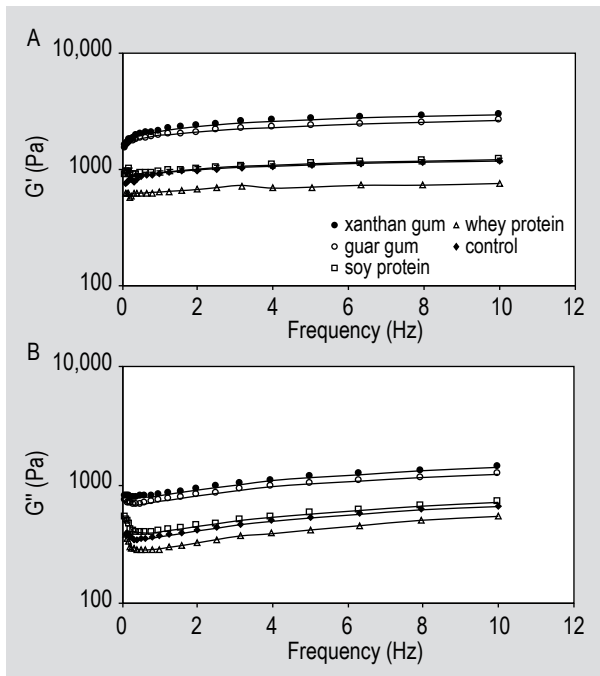 A
10,000
1000
100
G' (Pa)
xanthan gum
whey protein
guar gum
control
soy protein
0 2 4 6 8 10 12
Frequency (Hz)
B
10,000
1000
100
G" (Pa)
0 2 4 6 8 10 12
Frequency (Hz)